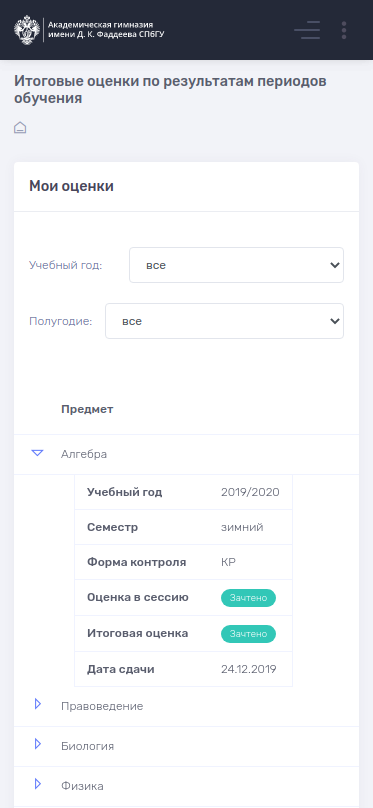 Академическая гимназия
имени Д. К. Фаддеева СПбГУ
Итоговые оценки по результатам периодов
обучения
Мои оценки
Учебный год:
все
Полугодие:
все
Предмет
Алгебра
Учебный год 2019/2020
Семестр зимний
Форма контроля КР
Оценка в сессию Зачтено
Итоговая оценка Зачтено
Дата сдачи 24.12.2019
Правоведение
Биология
Физика